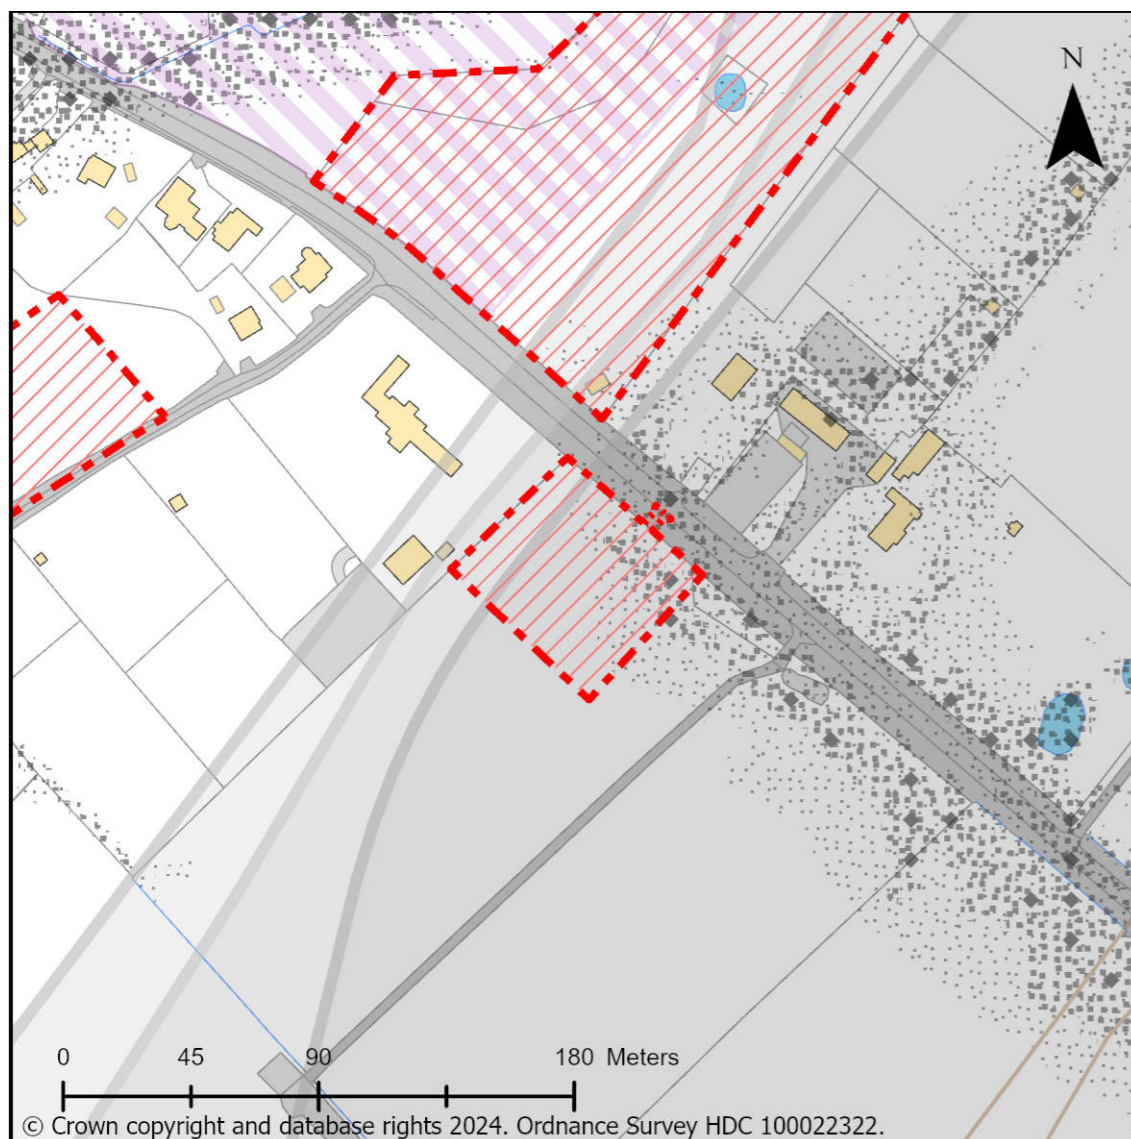 N
0 45 90 180 Meters
© Crown copyright and database rights 2024. Ordnance Survey HDC 100022322.